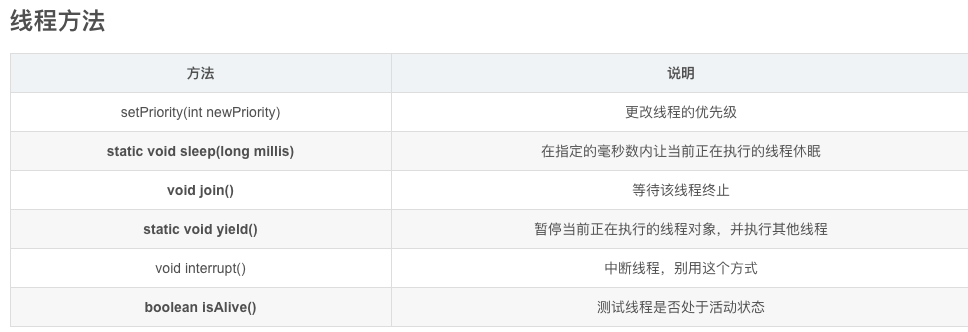 线程方法
方法 说明
setPriority(int newPriority) 更改线程的优先级
static void sleep(long millis) 在指定的毫秒数内让当前正在执行的线程休眠
void join() 等待该线程终止
static void yield() 暂停当前正在执行的线程对象，并执行其他线程
void interrupt() 中断线程，别用这个方式
boolean isAlive() 测试线程是否处于活动状态